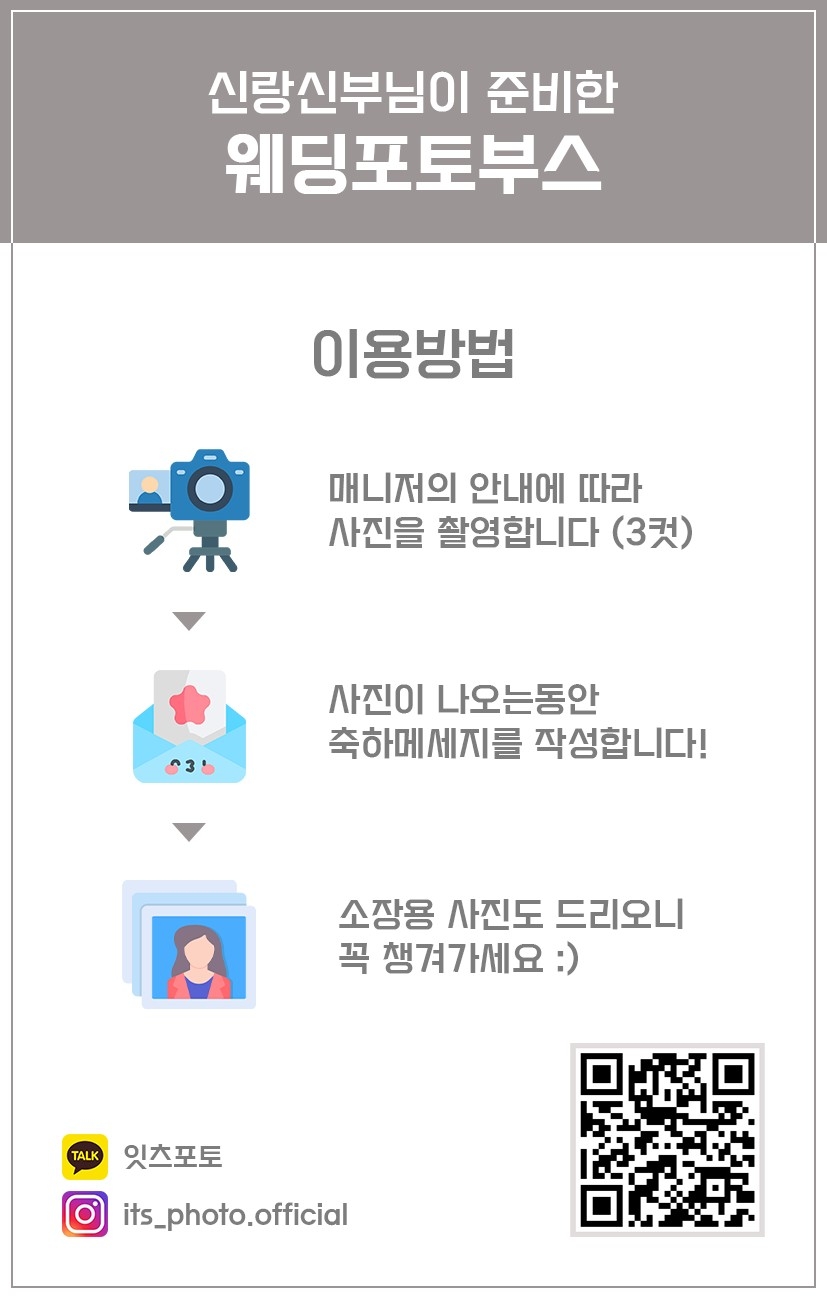 신랑신부님이 준비한
웨딩포토부스
이용방법
매니저의 안내에 따라
사진을 촬영합니다 (3컷)
사진이 나오는동안
축하메세지를 작성합니다!
소장용 사진도 드리오니
꼭 챙겨가세요 :)
TALK 잇츠포토
its_photo.official